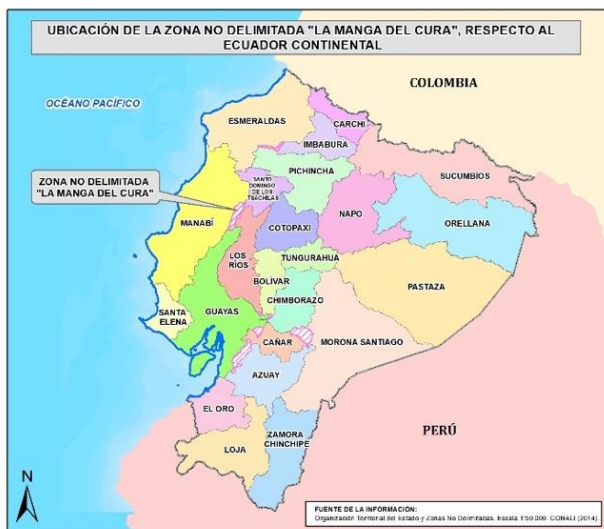 UBICACIÓN DE LA ZONA NO DELIMITADA "LA MANGA DEL CURA", RESPECTO AL
ECUADOR CONTINENTAL
COLOMBIA
OCÉANO PACÍFICO
ESMERALDAS
CARCHI
IMBABURA
SUCUMBIOS
PICHINCHA
ZONA NO DELIMITADA
"LA MANGA DEL CURA"
SANTO
DOMINGO
DE LOS
TSÁCHILAS
NAPO
ORELLANA
MANABÍ
COTOPAXI
LOS
RÍOS
TUNGURAHUA
BOLÍVAR
PASTAZA
CHIMBORAZO
SANTA
ELENA
GUAYAS
CAÑAR
MORONA SANTIAGO
AZUAY
EL ORO
PERÚ
LOJA
ZAMORA
CHINCHIPE
N
FUENTE DE LA INFORMACIÓN:
Organización Territorial del Estado y Zonas No Delimitadas. Escala 1:50.000. CONALI (2014)